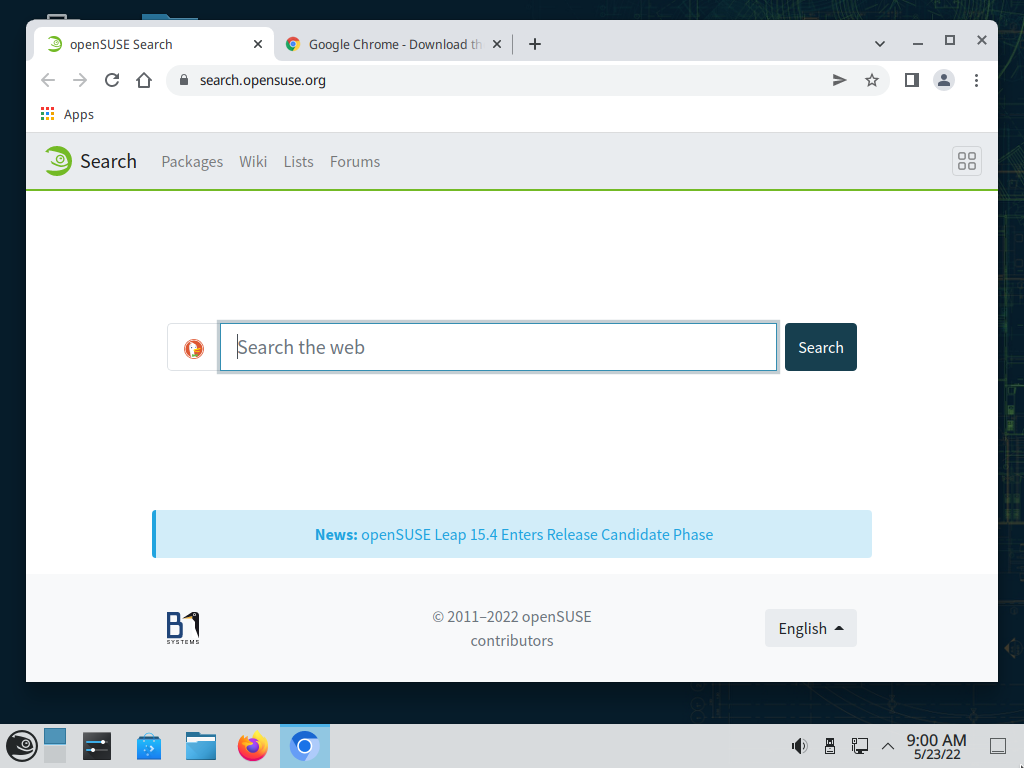 openSUSE Search
Google Chrome - Download th
search.opensuse.org
Apps
Search Packages Wiki Lists Forums
Search the web
Search
News: openSUSE Leap 15.4 Enters Release Candidate Phase
B1
SYSTEMS
© 2011–2022 openSUSE
contributors
English
9:00 AM
5/23/22